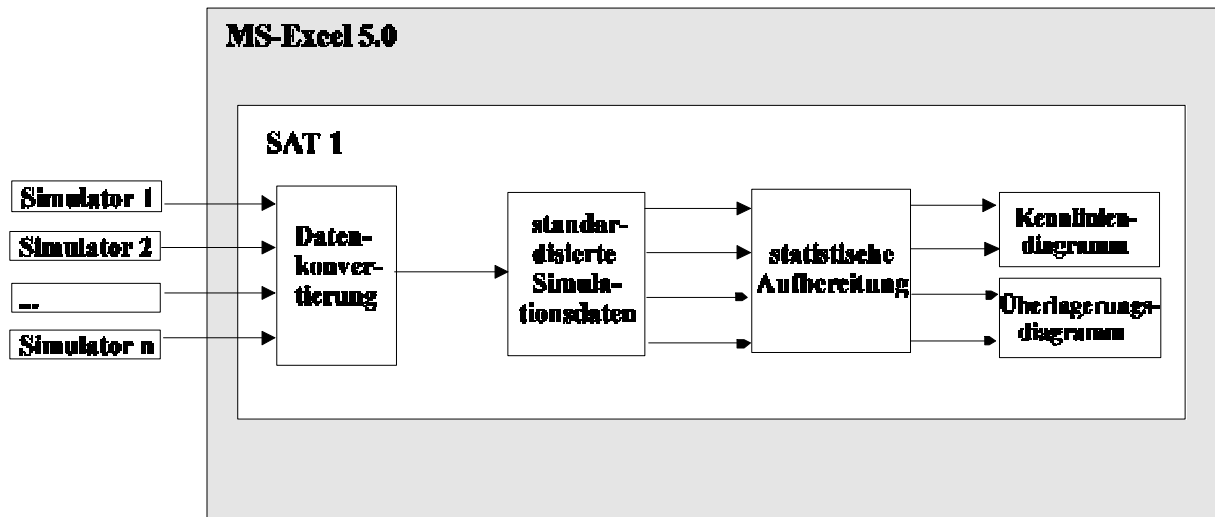 MS-Excel 5.0
SAT 1
Simulator 1
Simulator 2
...
Simulator n
Daten-
konver-
tierung
standar-
disierte
Simula-
tionsdaten
statistische
Aufbereitung
Kennlinien-
diagramm
Überlagerungs-
diagramm